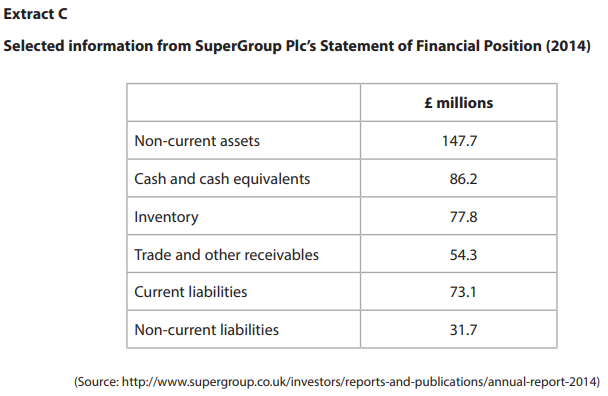 Extract C
Selected information from SuperGroup Plc's Statement of Financial Position (2014)
£ millions
Non-current assets 147.7
Cash and cash equivalents 86.2
Inventory 77.8
Trade and other receivables 54.3
Current liabilities 73.1
Non-current liabilities 31.7
(Source: http://www.supergroup.co.uk/investors/reports-and-publications/annual-report-2014)